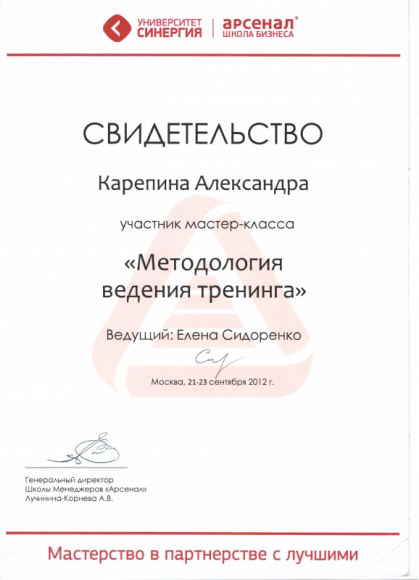 УНИВЕРСИТЕТ
СИНЕРГИЯ
арсенал®
ШКОЛА БИЗНЕСА
СВИДЕТЕЛЬСТВО
Карепина Александра
участник мастер-класса
«Методология
ведения тренинга»
Ведущий: Елена Сидоренко
Москва, 21-23 сентября 2012 г.
Генеральный директор
Школы Менеджеров «Арсенал»
Лучинина-Корнева А.В.
Мастерство в партнерстве с лучшими